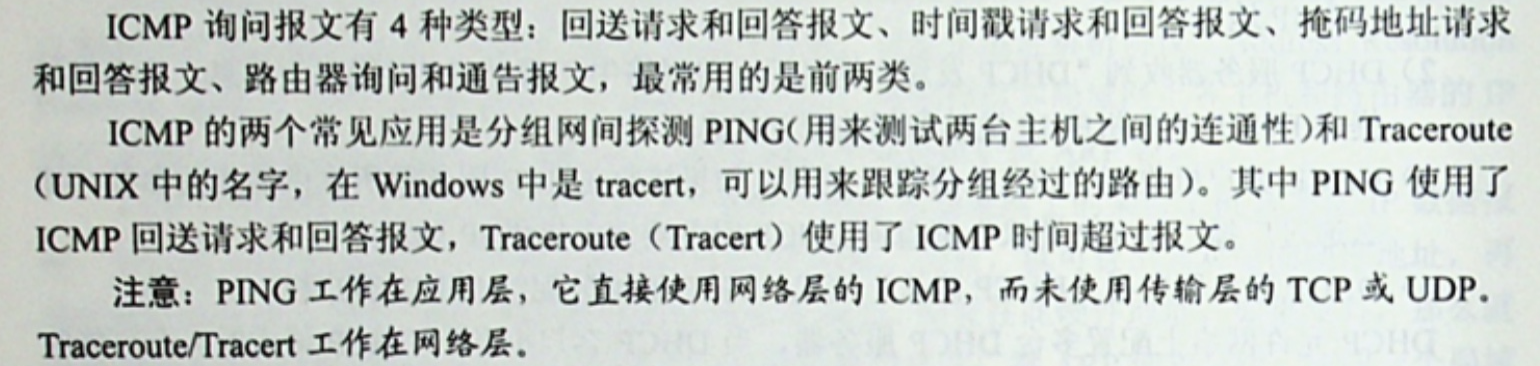 ICMP 询问报文有 4 种类型：回送请求和回答报文、时间戳请求和回答报文、掩码地址请求
和回答报文、路由器询问和通告报文，最常用的是前两类。
ICMP 的两个常见应用是分组网间探测 PING(用来测试两台主机之间的连通性)和 Traceroute
（UNIX 中的名字，在 Windows 中是 tracert，可以用来跟踪分组经过的路由）。其中 PING 使用了
ICMP 回送请求和回答报文，Traceroute（Tracert）使用了 ICMP 时间超过报文。
注意：PING 工作在应用层，它直接使用网络层的 ICMP，而未使用传输层的 TCP 或 UDP。
Traceroute/Tracert 工作在网络层。